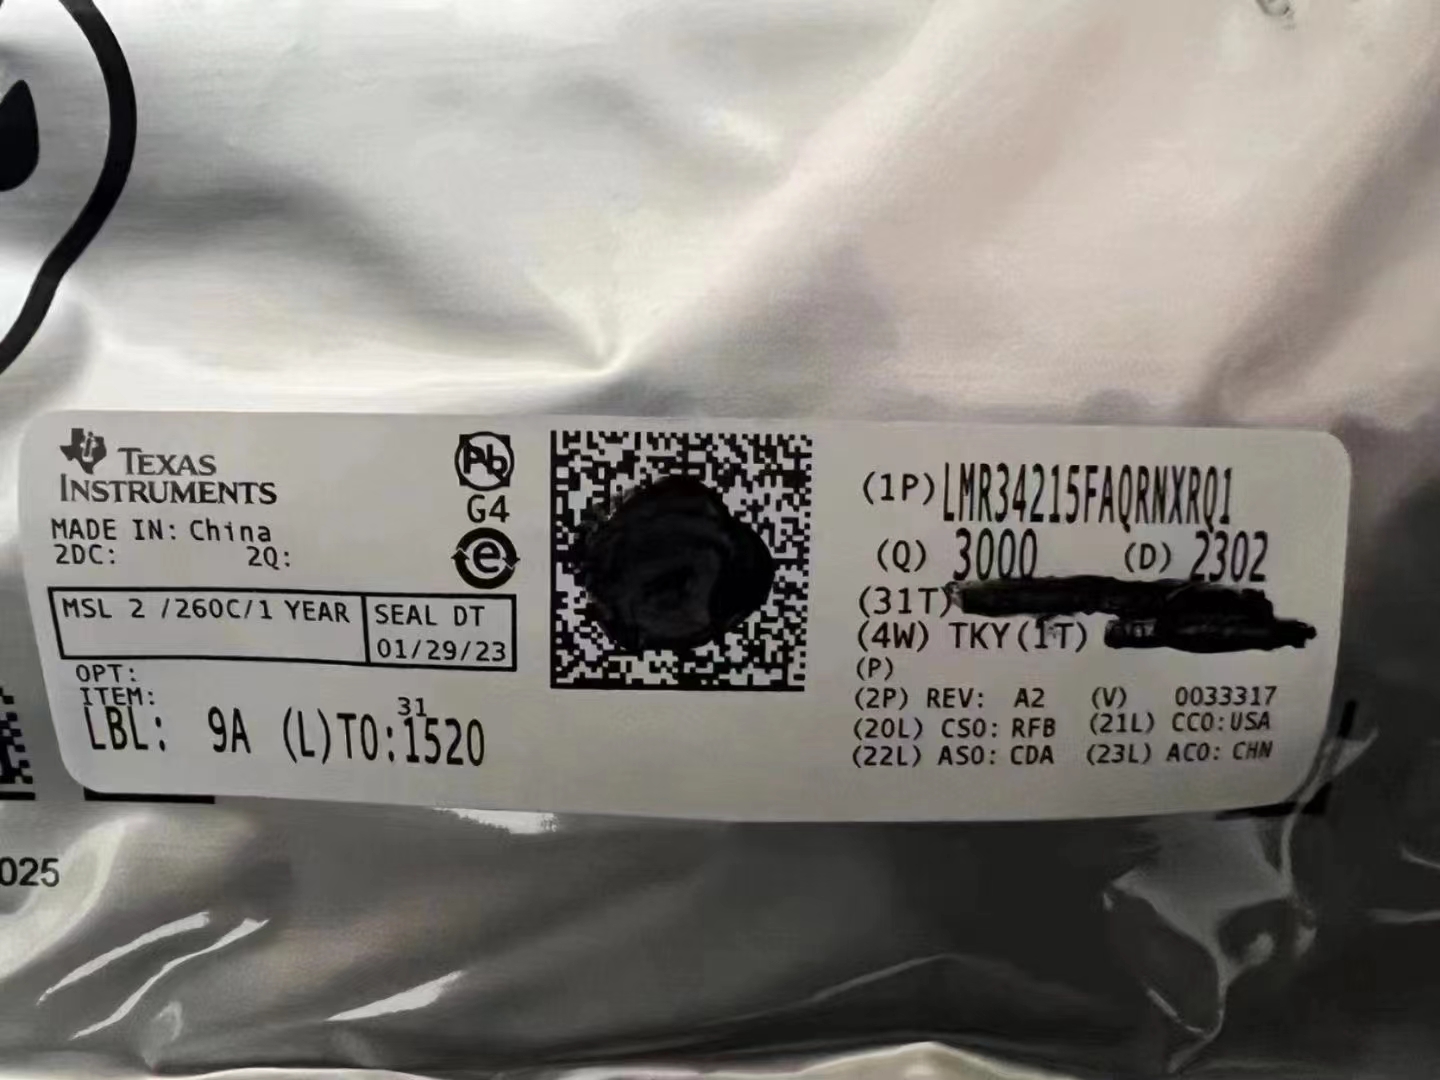 TEXAS
INSTRUMENTS
MADE IN: China
2DC: 2Q:
Pb
G4
e
MSL 2 /260C/1 YEAR
SEAL DT
01/29/23
OPT:
ITEM:
31
LBL: 9A (L)TO:1520
(1P)LMR34215FAQRNXRQ1
(Q) 3000 (D) 2302
(31T)
(4W) TKY(1T)
(P)
(2P) REV: A2 (V) 0033317
(20L) CSO: RFB (21L) CCO:USA
(22L) ASO: CDA (23L) ACO: CHN
025